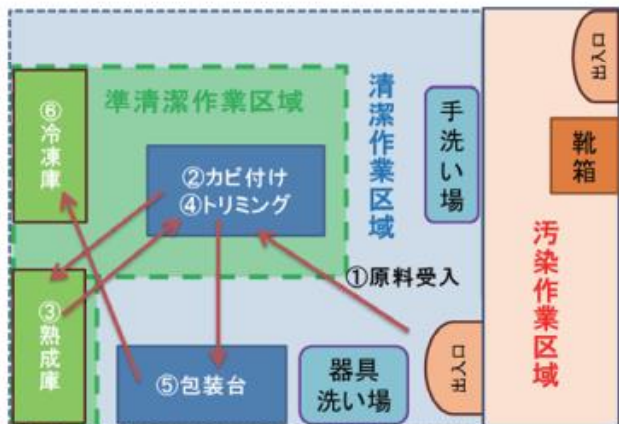 準清潔作業区域
清潔作業区域
汚染作業区域
⑥冷凍庫
②カビ付け
④トリミング
手洗い場
出入口
靴箱
①原料受入
③熟成庫
⑤包装台
器具
洗い場
出入口